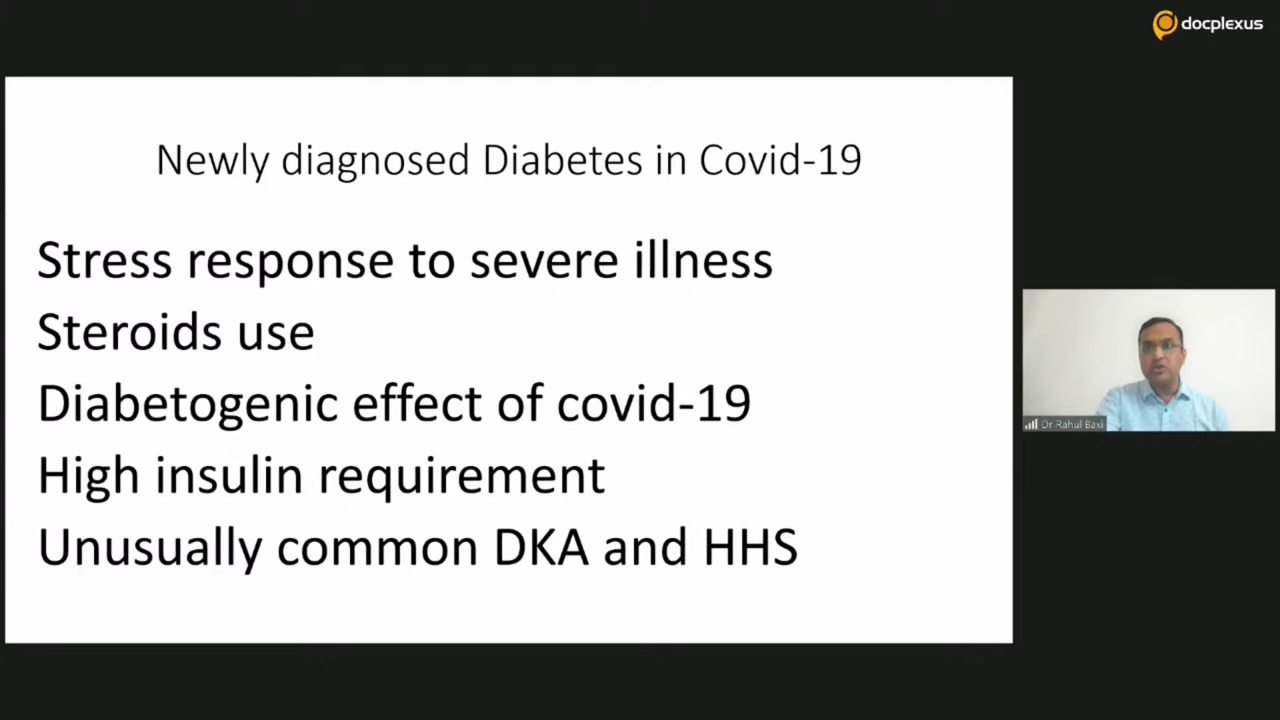 docplexus
Newly diagnosed Diabetes in Covid-19
Stress response to severe illness
Steroids use
Diabetogenic effect of covid-19
High insulin requirement
Unusually common DKA and HHS
Dr Rahul Baxi